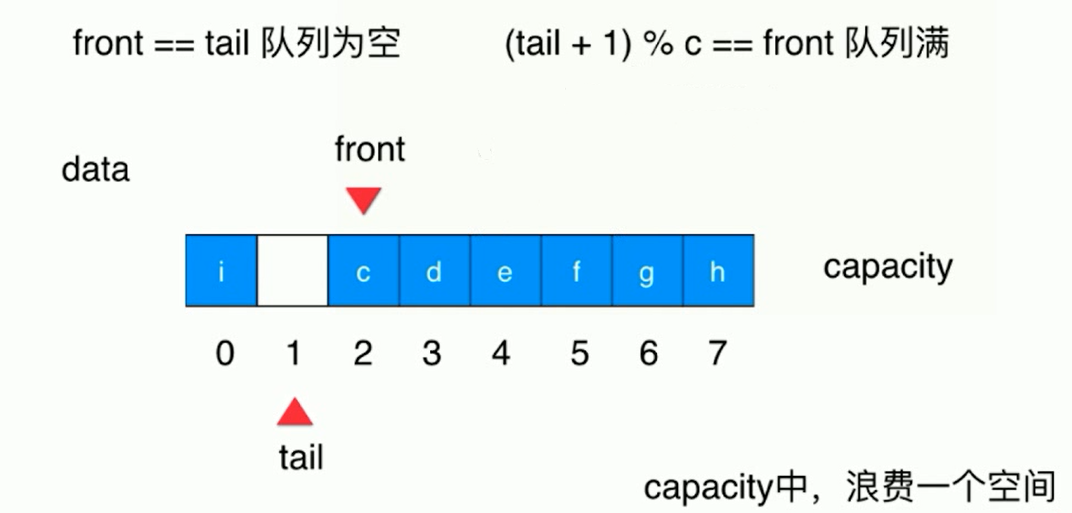 front == tail 队列为空 (tail + 1) % c == front 队列满
front
data
i c d e f g h
capacity
0 1 2 3 4 5 6 7
tail
capacity中，浪费一个空间